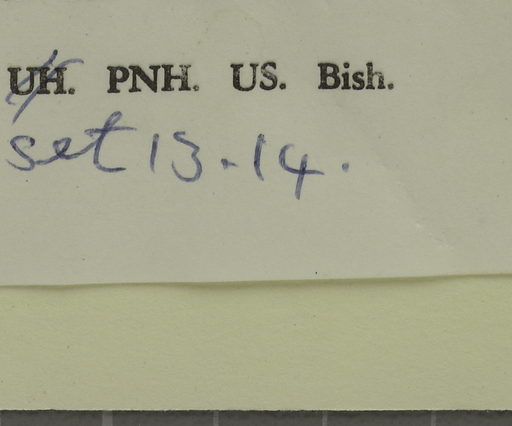 UH. PNH. US. Bish.
set 13.14.